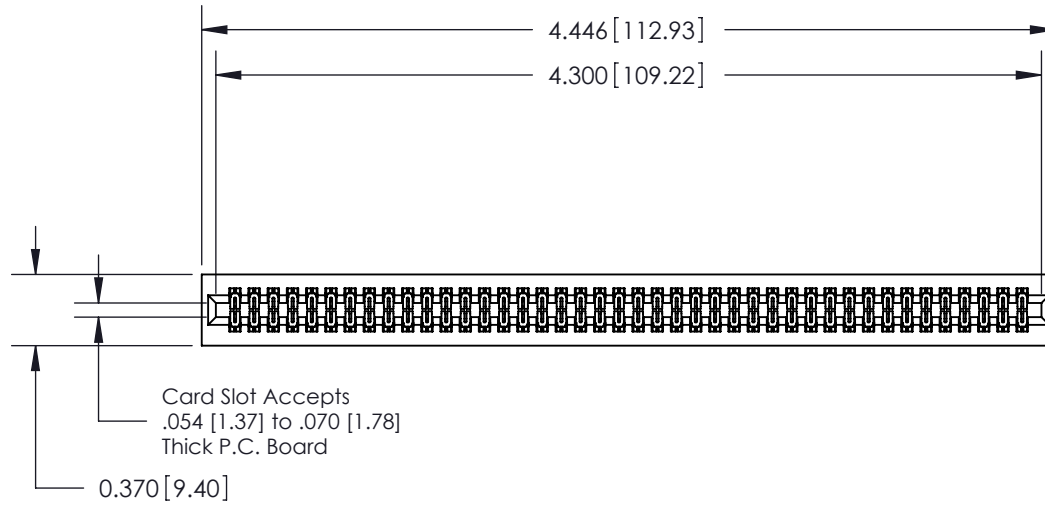 4.446 [112.93]
4.300 [109.22]
Card Slot Accepts
.054 [1.37] to .070 [1.78]
Thick P.C. Board
0.370 [9.40]